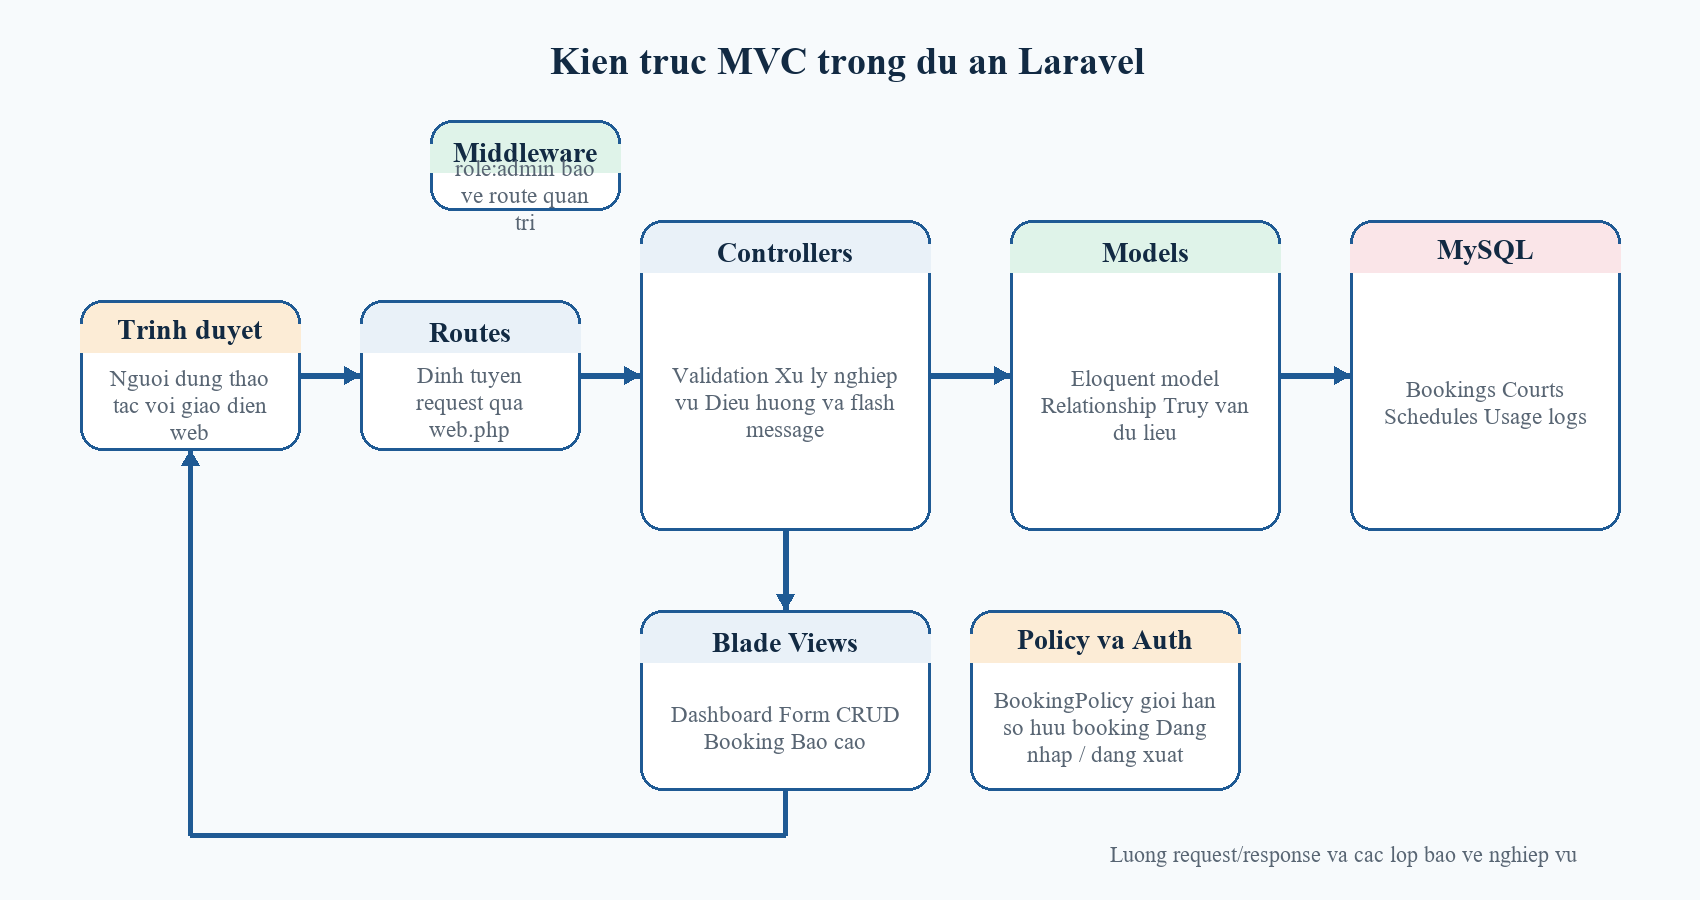 Kien truc MVC trong du an Laravel
Middleware
role:admin bao
ve route quan
tri
Trinh duyet
Nguoi dung thao
tac voi giao dien
web
Routes
Dinh tuyen
request qua
web.php
Controllers
Validation Xu ly nghiep
vu Dieu huong va flash
message
Models
Eloquent model
Relationship Truy van
du lieu
MySQL
Bookings Courts
Schedules Usage logs
Blade Views
Dashboard Form CRUD
Booking Bao cao
Policy va Auth
BookingPolicy gioi han
so huu booking Dang
nhap / dang xuat
Luong request/response va cac lop bao ve nghiep vu